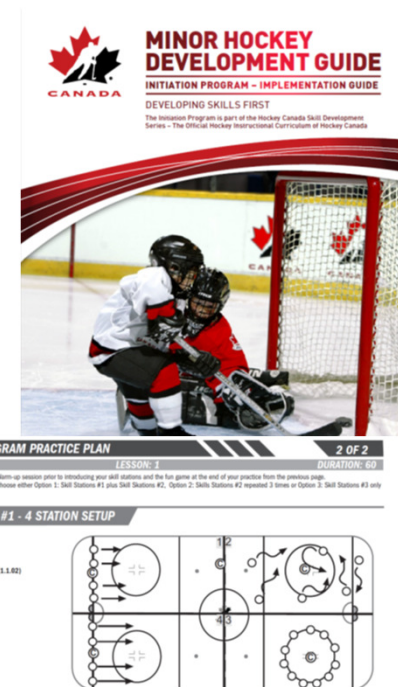 CANADA
MINOR HOCKEY
DEVELOPMENT GUIDE
INITIATION PROGRAM – IMPLEMENTATION GUIDE
DEVELOPING SKILLS FIRST
The Initiation Program is part of the Hockey Canada Skill Development
Series – The Official Hockey Instructional Curriculum of Hockey Canada
GRAM PRACTICE PLAN
2 OF 2
LESSON: 1
DURATION: 60
arm-up session prior to introducing your skill stations and the fun game at the end of your practice from the previous page.
hoose either Option 1: Skill Stations #1 plus Skill Skations #2, Option 2: Skills Stations #2 repeated 3 times or Option 3: Skill Stations #3 only
#1 - 4 STATION SETUP
1.1.02)
1 2
4 3